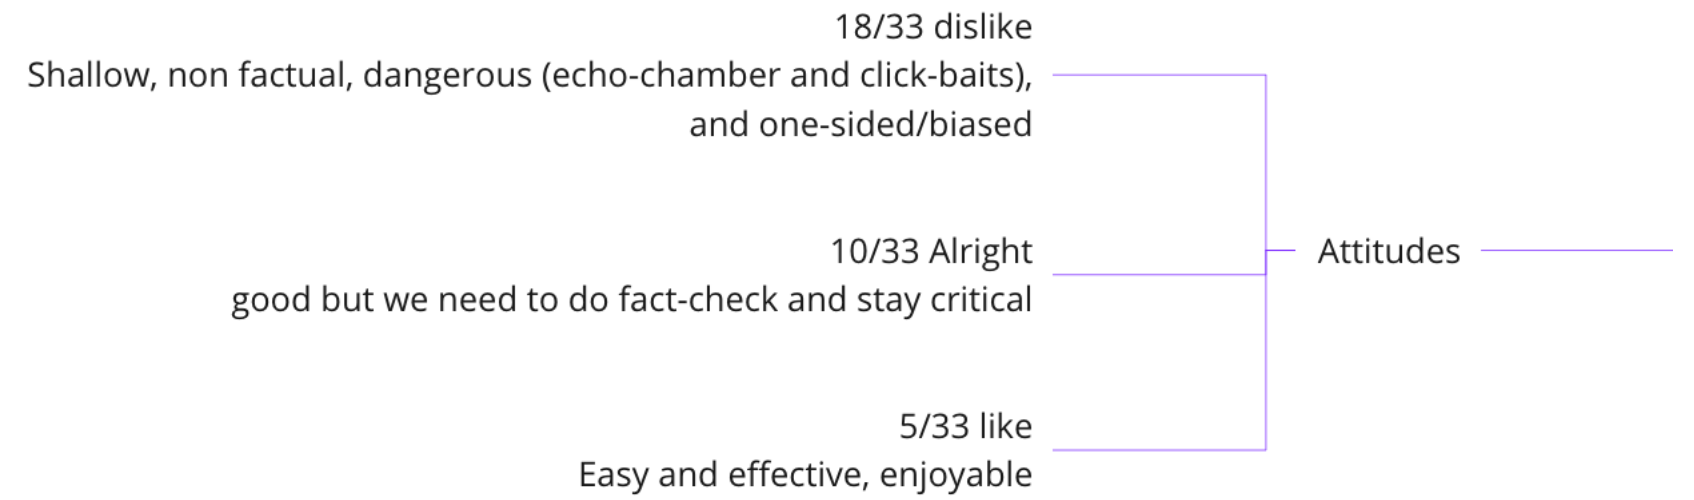 18/33 dislike
Shallow, non factual, dangerous (echo-chamber and click-baits),
and one-sided/biased
10/33 Alright
good but we need to do fact-check and stay critical
Attitudes
5/33 like
Easy and effective, enjoyable